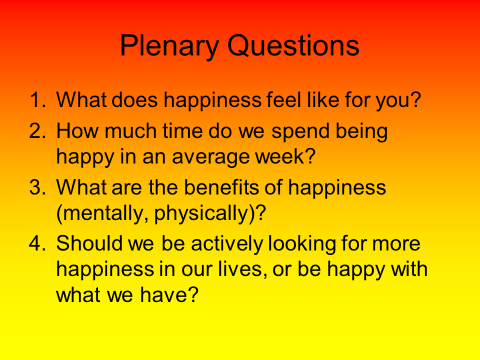 Plenary Questions
1. What does happiness feel like for you?
2. How much time do we spend being
happy in an average week?
3. What are the benefits of happiness
(mentally, physically)?
4. Should we be actively looking for more
happiness in our lives, or be happy with
what we have?